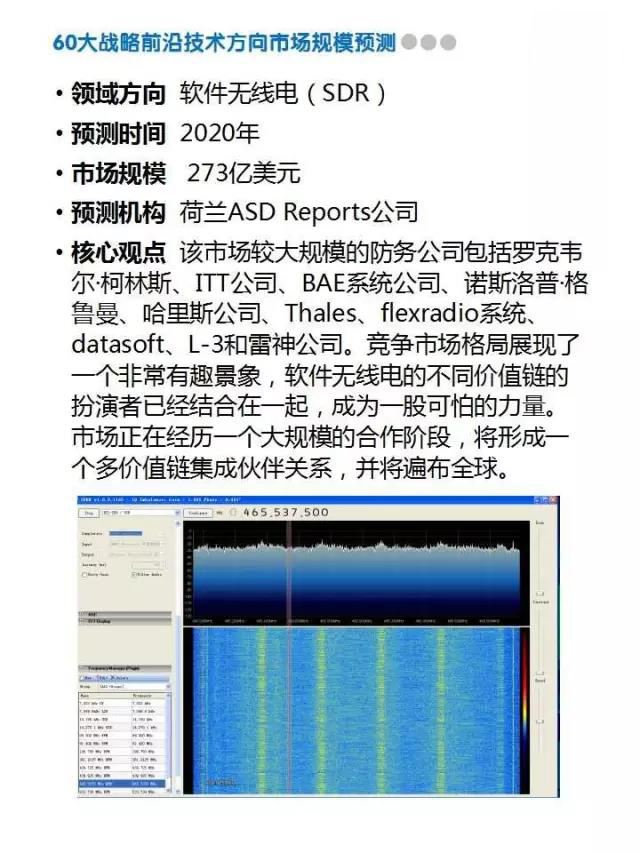 60大战略前沿技术方向市场规模预测
• 领域方向 软件无线电（SDR）
• 预测时间 2020年
• 市场规模 273亿美元
• 预测机构 荷兰ASD Reports公司
• 核心观点 该市场较大规模的防务公司包括罗克韦
尔·柯林斯、ITT公司、BAE系统公司、诺斯洛普·格
鲁曼、哈里斯公司、Thales、flexradio系统、
datasoft、L-3和雷神公司。竞争市场格局展现了
一个非常有趣景象，软件无线电的不同价值链的
扮演者已经结合在一起，成为一股可怕的力量。
市场正在经历一个大规模的合作阶段，将形成一
个多价值链集成伙伴关系，并将遍布全球。
465,537,500